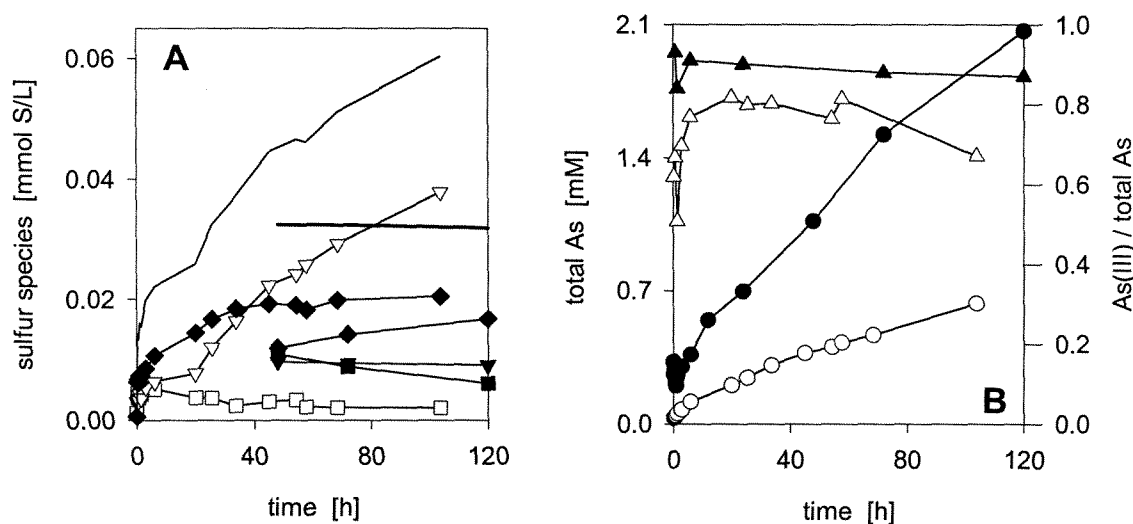 A
sulfur species [mmol S/L]
0.06
0.04
0.02
0.00
0 40 80 120
time [h]
B
total As [mM]
2.1
1.4
0.7
0.0
0 40 80 120
time [h]
As(III) / total As
1.0
0.8
0.6
0.4
0.2
0.0